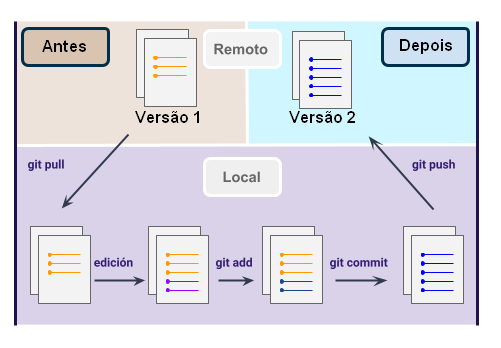 Antes
Remoto
Depois
Versão 1
Versão 2
git pull
Local
git push
edición
git add
git commit